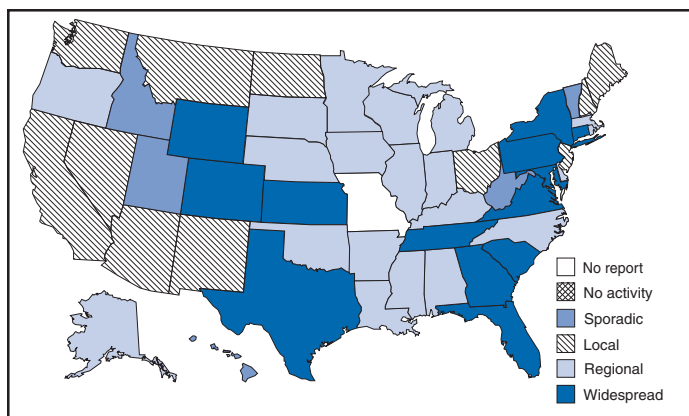 No report
No activity
Sporadic
Local
Regional
Widespread